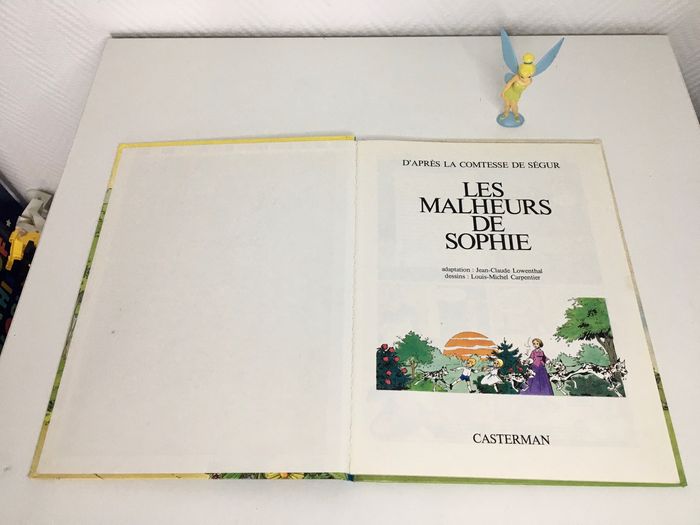 D'APRÈS LA COMTESSE DE SÉGUR
LES
MALHEURS
DE
SOPHIE
adaptation : Jean-Claude Lowenthal
dessins : Louis-Michel Carpentier
CASTERMAN